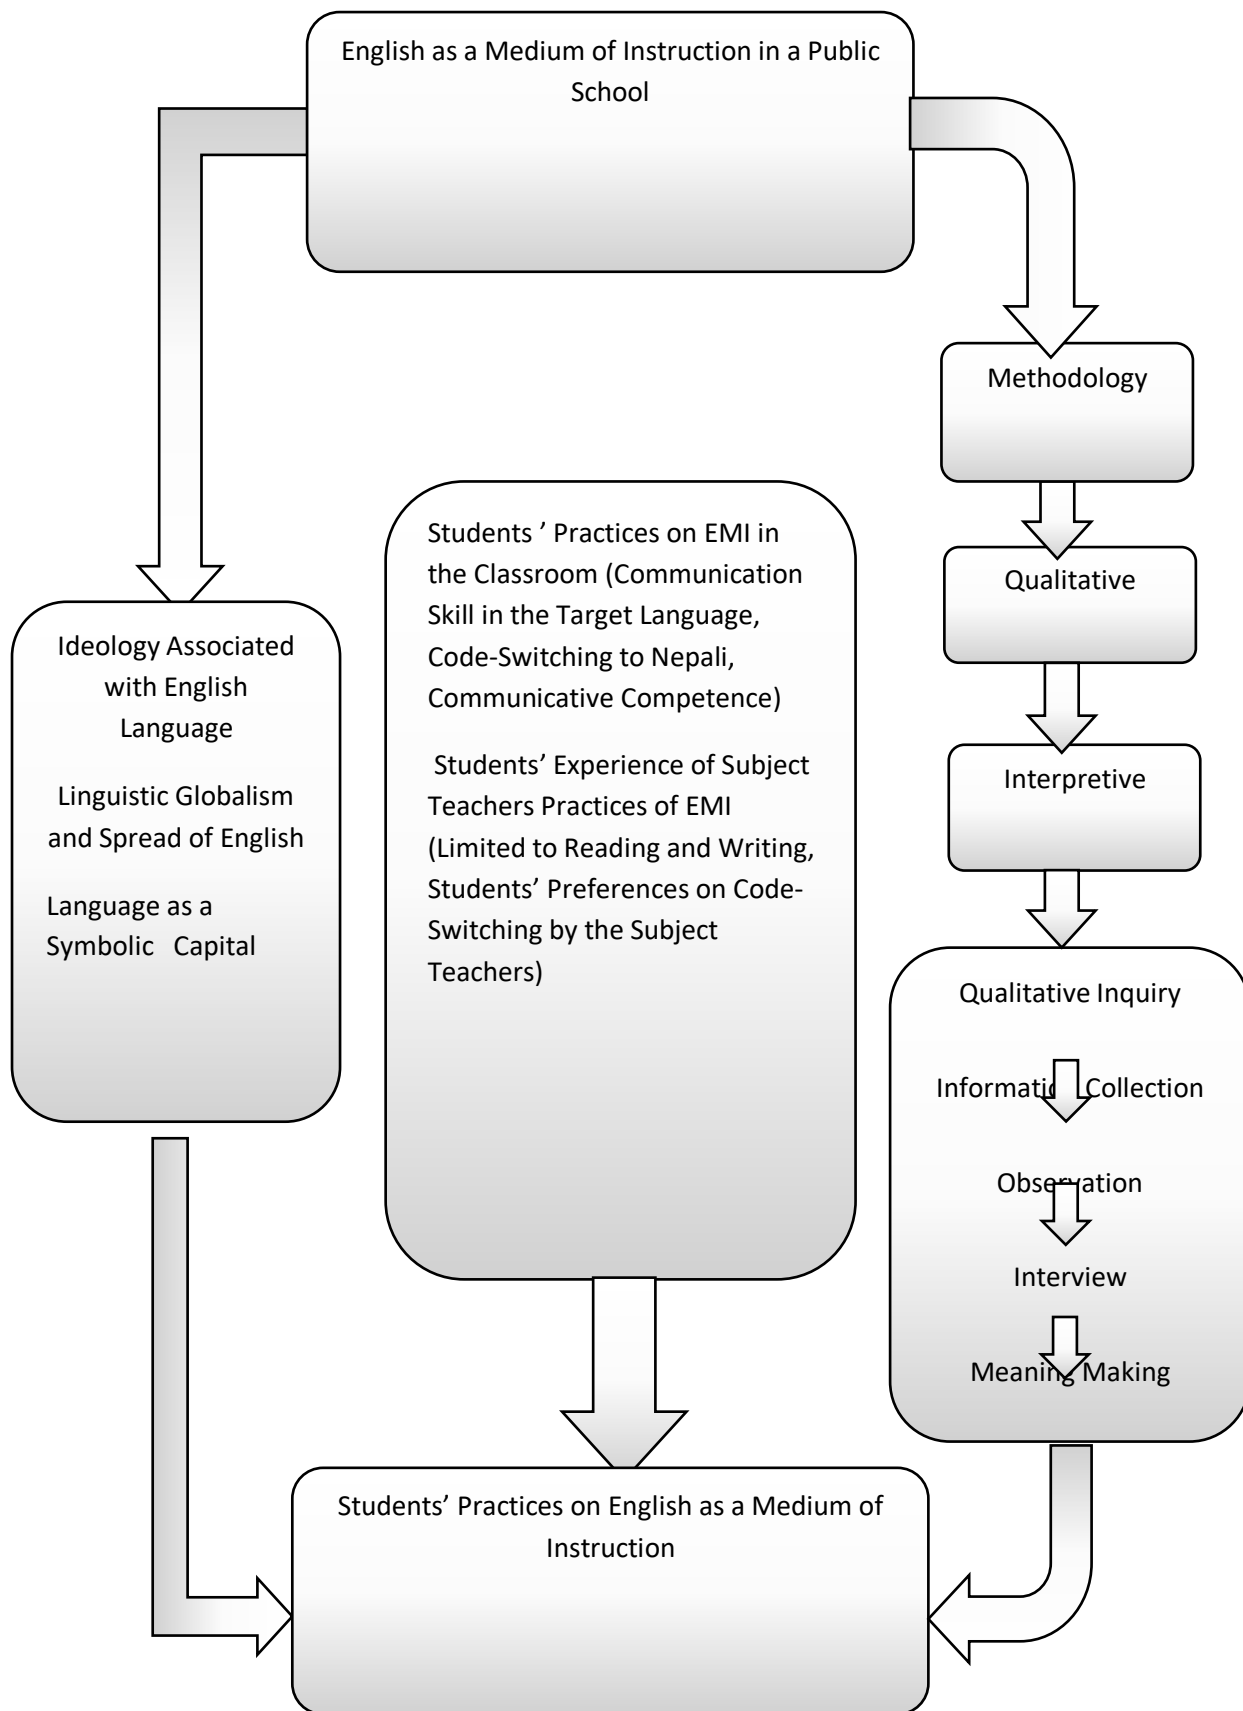 English as a Medium of Instruction in a Public
School
Methodology
Qualitative
Interpretive
Ideology Associated
with English
Language
Linguistic Globalism
and Spread of English
Language as a
Symbolic Capital
Students ’ Practices on EMI in
the Classroom (Communication
Skill in the Target Language,
Code-Switching to Nepali,
Communicative Competence)
Students’ Experience of Subject
Teachers Practices of EMI
(Limited to Reading and Writing,
Students’ Preferences on Code-
Switching by the Subject
Teachers)
Qualitative Inquiry
Information Collection
Observation
Interview
Meaning Making
Students’ Practices on English as a Medium of
Instruction